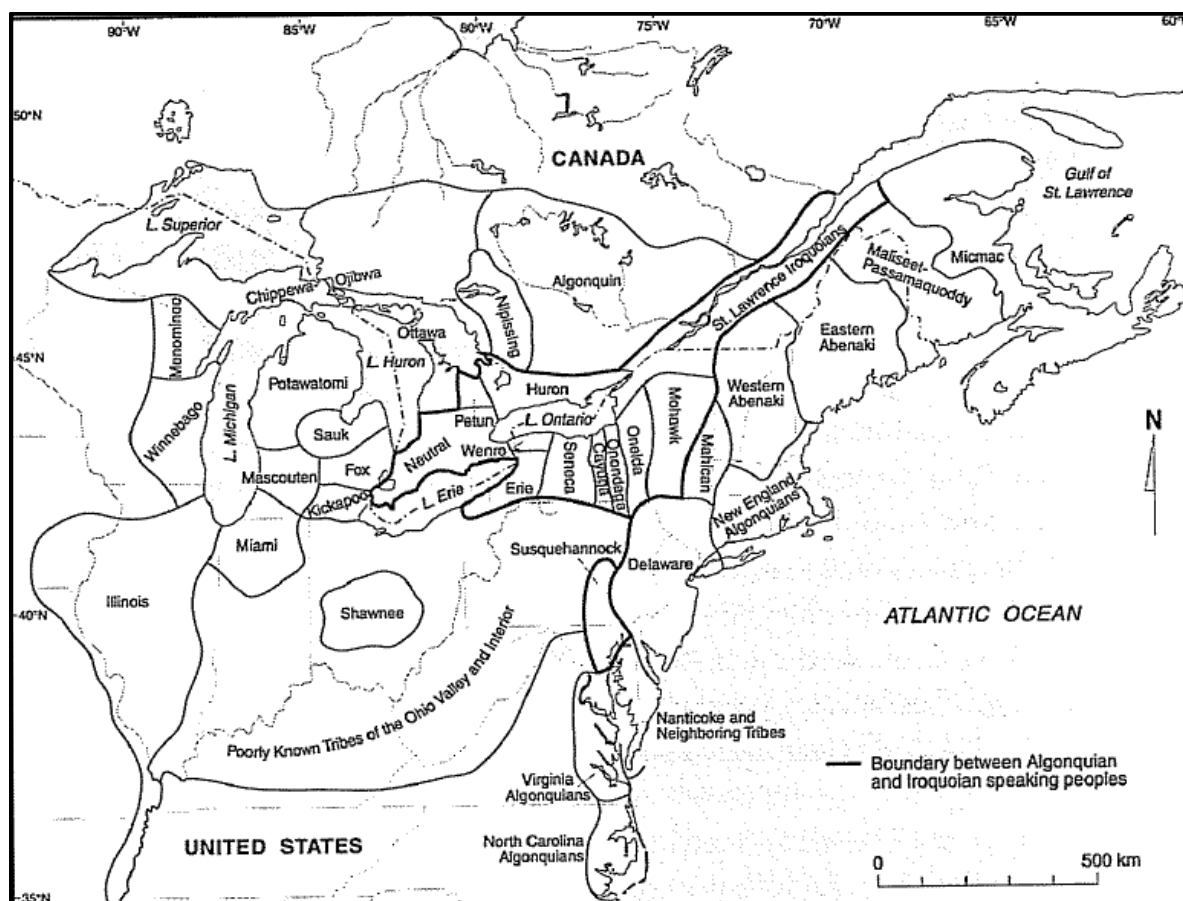 90°W
85°W
80°W
75°W
70°W
65°W
60°
50°N
CANADA
Gulf of
St. Lawrence
L. Superior
St. Lawrence Iroquoians
Maliseet-
Passamaquoddy
Micmac
Chippewa
Ojibwa
Algonquin
Nipissing
Ottawa
Eastern
Abenaki
45°N
Monominac
L. Huron
Potawatomi
Huron
Western
Abenaki
Winnebago
L. Michigan
Sauk
Petun
L. Ontario
Mohawk
N
Neutral
Wenro
Oneida
Onondaga
Cayuga
Seneca
Mahican
Mascouten
Fox
Kickapoo
L. Erie
Erie
New England
Algonquians
Miami
Susquehannock
Delaware
Illinois
40°N
Shawnee
ATLANTIC OCEAN
Poorly Known Tribes of the Ohio Valley and Interior
Nanticoke and
Neighboring Tribes
Boundary between Algonquian
and Iroquoian speaking peoples
Virginia
Algonquians
UNITED STATES
North Carolina
Algonquians
0
500 km
35°N